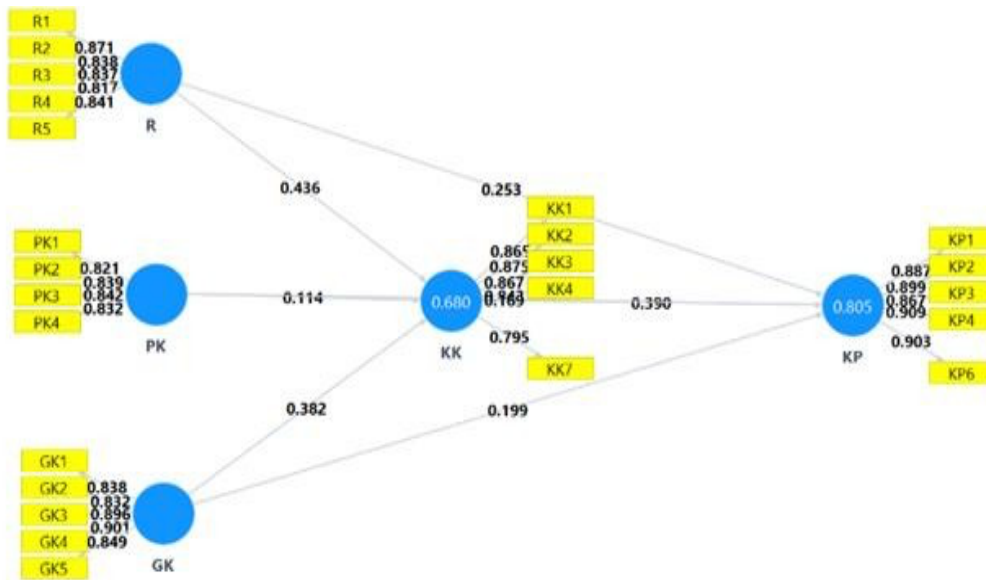 R1
R2
R3
R4
R5
0.871
0.838
0.837
0.817
0.841
R
0.436
0.253
PK1
PK2
PK3
PK4
0.821
0.839
0.842
0.832
PK
0.114
KK1
KK2
KK3
KK4
KK7
0.875
0.867
0.795
0.680
KK
0.390
0.382
0.199
KP1
KP2
KP3
KP4
KP6
0.887
0.899
0.867
0.909
0.903
0.805
KP
GK1
GK2
GK3
GK4
GK5
0.838
0.832
0.896
0.901
0.849
GK